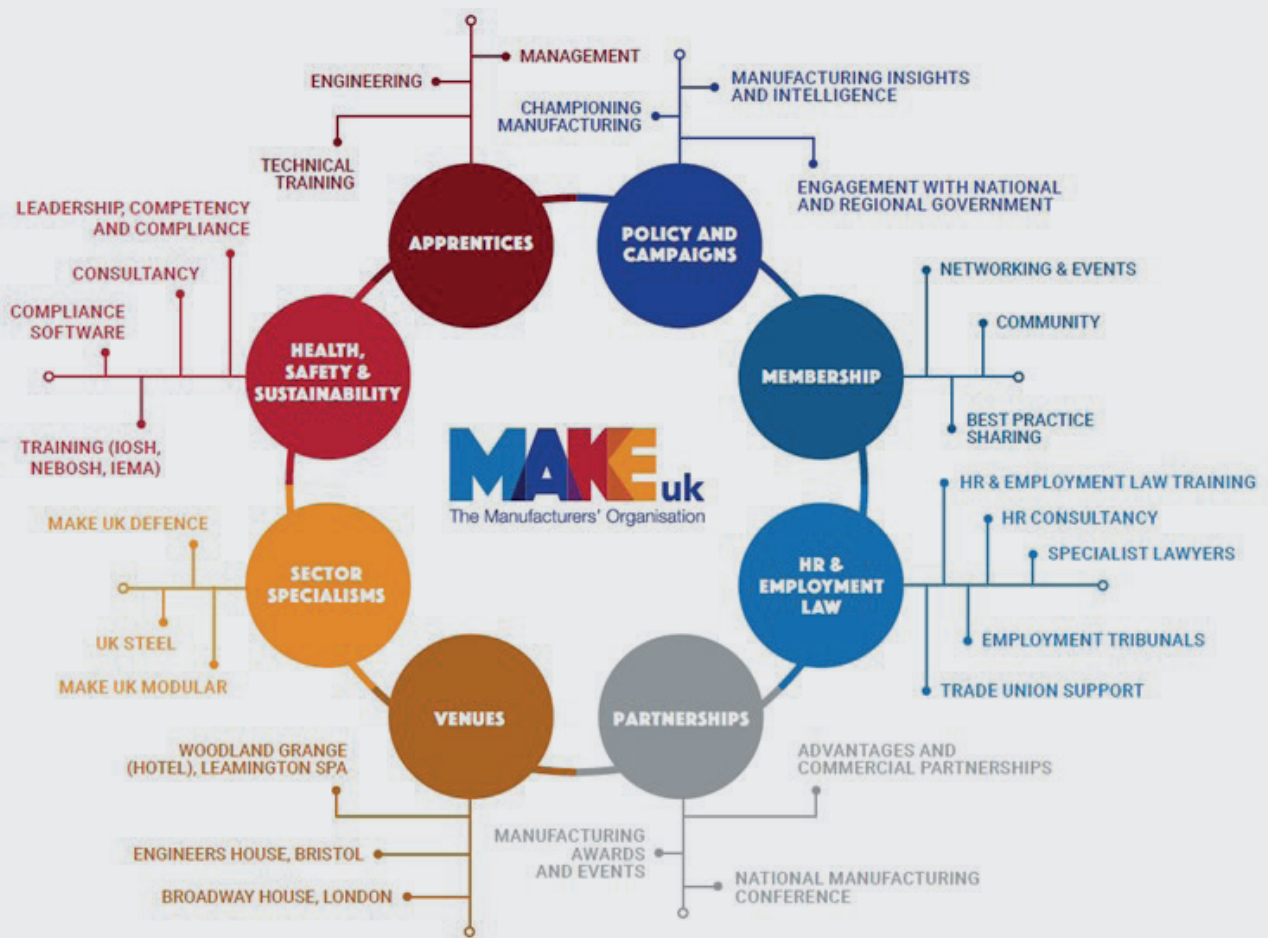 MANAGEMENT
ENGINEERING
TECHNICAL
TRAINING
APPRENTICES
MANUFACTURING INSIGHTS
AND INTELLIGENCE
CHAMPIONING
MANUFACTURING
ENGAGEMENT WITH NATIONAL
AND REGIONAL GOVERNMENT
POLICY AND
CAMPAIGNS
LEADERSHIP, COMPETENCY
AND COMPLIANCE
CONSULTANCY
COMPLIANCE
SOFTWARE
HEALTH,
SAFETY &
SUSTAINABILITY
TRAINING (IOSH,
NEBOSH, IEMA)
NETWORKING & EVENTS
COMMUNITY
MEMBERSHIP
BEST PRACTICE
SHARING
MAKE uk
The Manufacturers' Organisation
MAKE UK DEFENCE
SECTOR
SPECIALISMS
UK STEEL
MAKE UK MODULAR
HR & EMPLOYMENT LAW TRAINING
HR CONSULTANCY
SPECIALIST LAWYERS
HR &
EMPLOYMENT
LAW
EMPLOYMENT TRIBUNALS
TRADE UNION SUPPORT
VENUES
WOODLAND GRANGE
(HOTEL), LEAMINGTON SPA
ENGINEERS HOUSE, BRISTOL
BROADWAY HOUSE, LONDON
PARTNERSHIPS
ADVANTAGES AND
COMMERCIAL PARTNERSHIPS
MANUFACTURING
AWARDS
AND EVENTS
NATIONAL MANUFACTURING
CONFERENCE